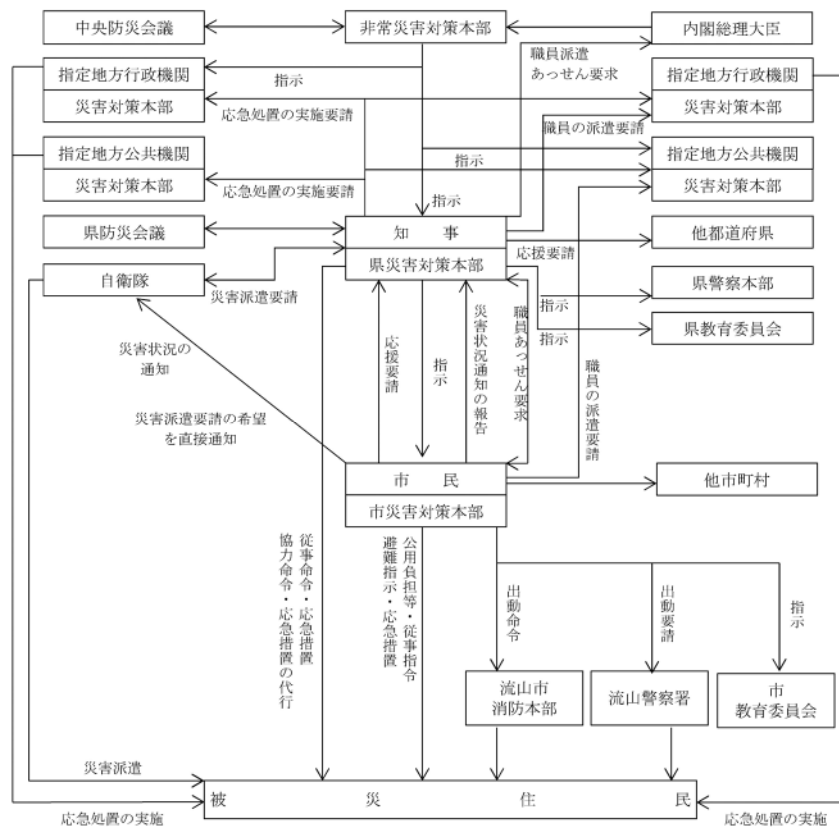 中央防災会議
非常災害対策本部
内閣総理大臣
職員派遣
あっせん要求
指定地方行政機関
災害対策本部
指示
応急処置の実施要請
指定地方行政機関
災害対策本部
職員の派遣要請
指定地方公共機関
災害対策本部
指示
応急処置の実施要請
指定地方公共機関
災害対策本部
指示
県防災会議
知 事
県災害対策本部
応援要請
他都道府県
自衛隊
災害派遣要請
指示
県警察本部
指示
県教育委員会
災害状況の
通知
応援要請
指示
災害状況通知の報告
職員あっせん要求
職員の派遣要請
災害派遣要請の希望
を直接通知
市 民
市災害対策本部
他市町村
従事命令・応急措置
協力命令・応急措置の代行
公用負担等・従事指令
避難指示・応急措置
出動命令
出動要請
指示
流山市
消防本部
流山警察署
市
教育委員会
災害派遣
被 災 住 民
応急処置の実施
応急処置の実施